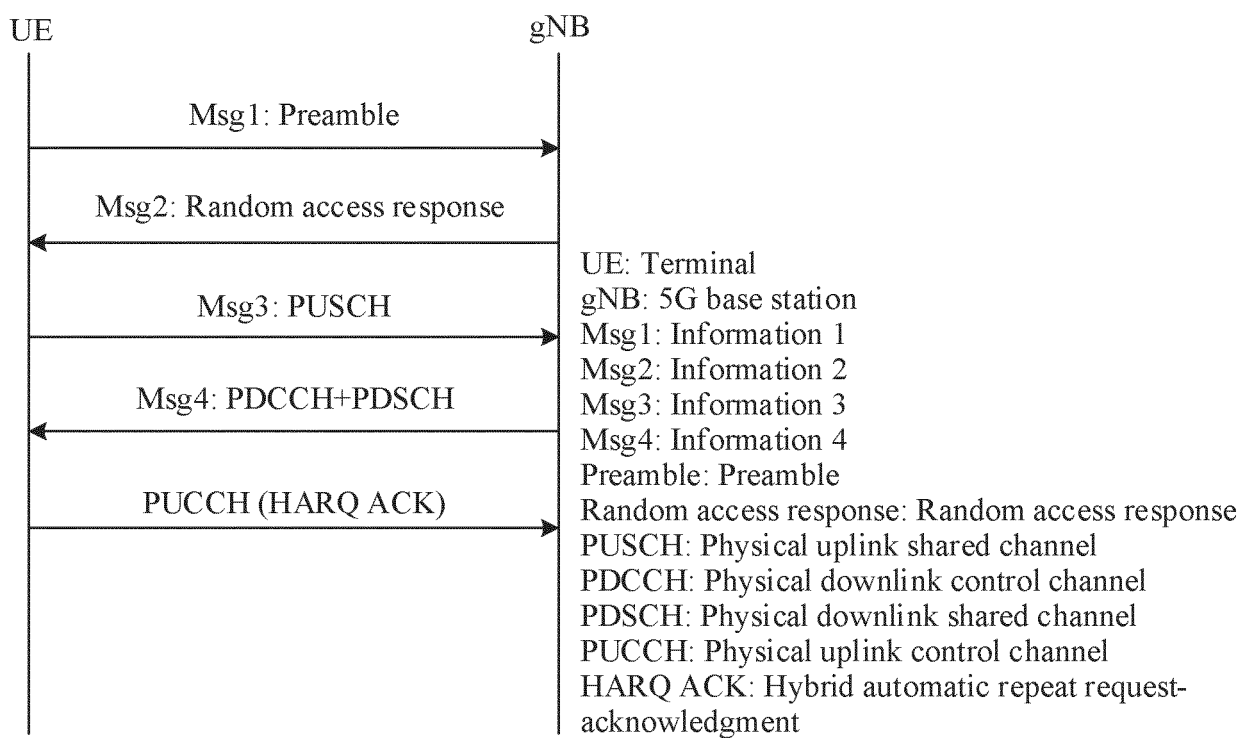 UE
gNB
Msg1: Preamble
Msg2: Random access response
Msg3: PUSCH
Msg4: PDCCH+PDSCH
PUCCH (HARQ ACK)
UE: Terminal
gNB: 5G base station
Msg1: Information 1
Msg2: Information 2
Msg3: Information 3
Msg4: Information 4
Preamble: Preamble
Random access response: Random access response
PUSCH: Physical uplink shared channel
PDCCH: Physical downlink control channel
PDSCH: Physical downlink shared channel
PUCCH: Physical uplink control channel
HARQ ACK: Hybrid automatic repeat request-
acknowledgment